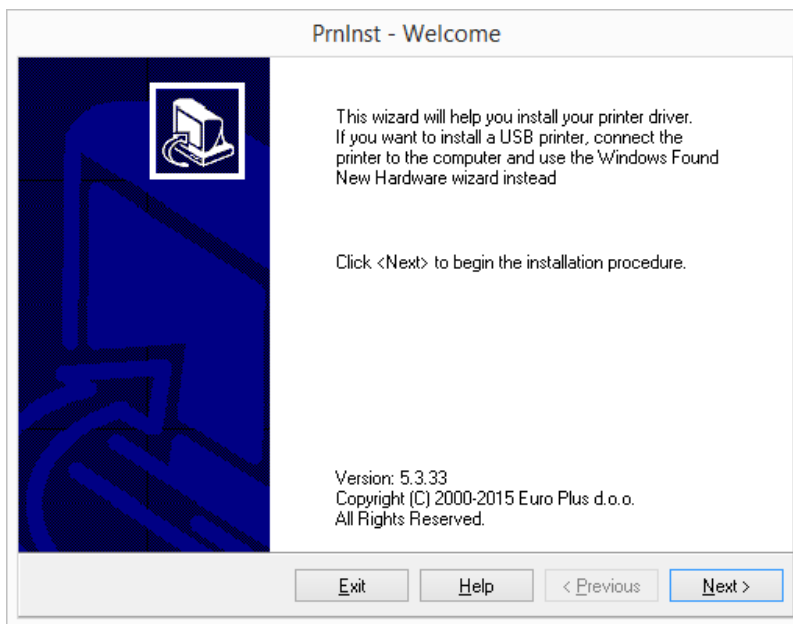 PrnInst - Welcome
This wizard will help you install your printer driver.
If you want to install a USB printer, connect the
printer to the computer and use the Windows Found
New Hardware wizard instead
Click <Next> to begin the installation procedure.
Version: 5.3.33
Copyright (C) 2000-2015 Euro Plus d.o.o.
All Rights Reserved.
Exit Help < Previous Next >